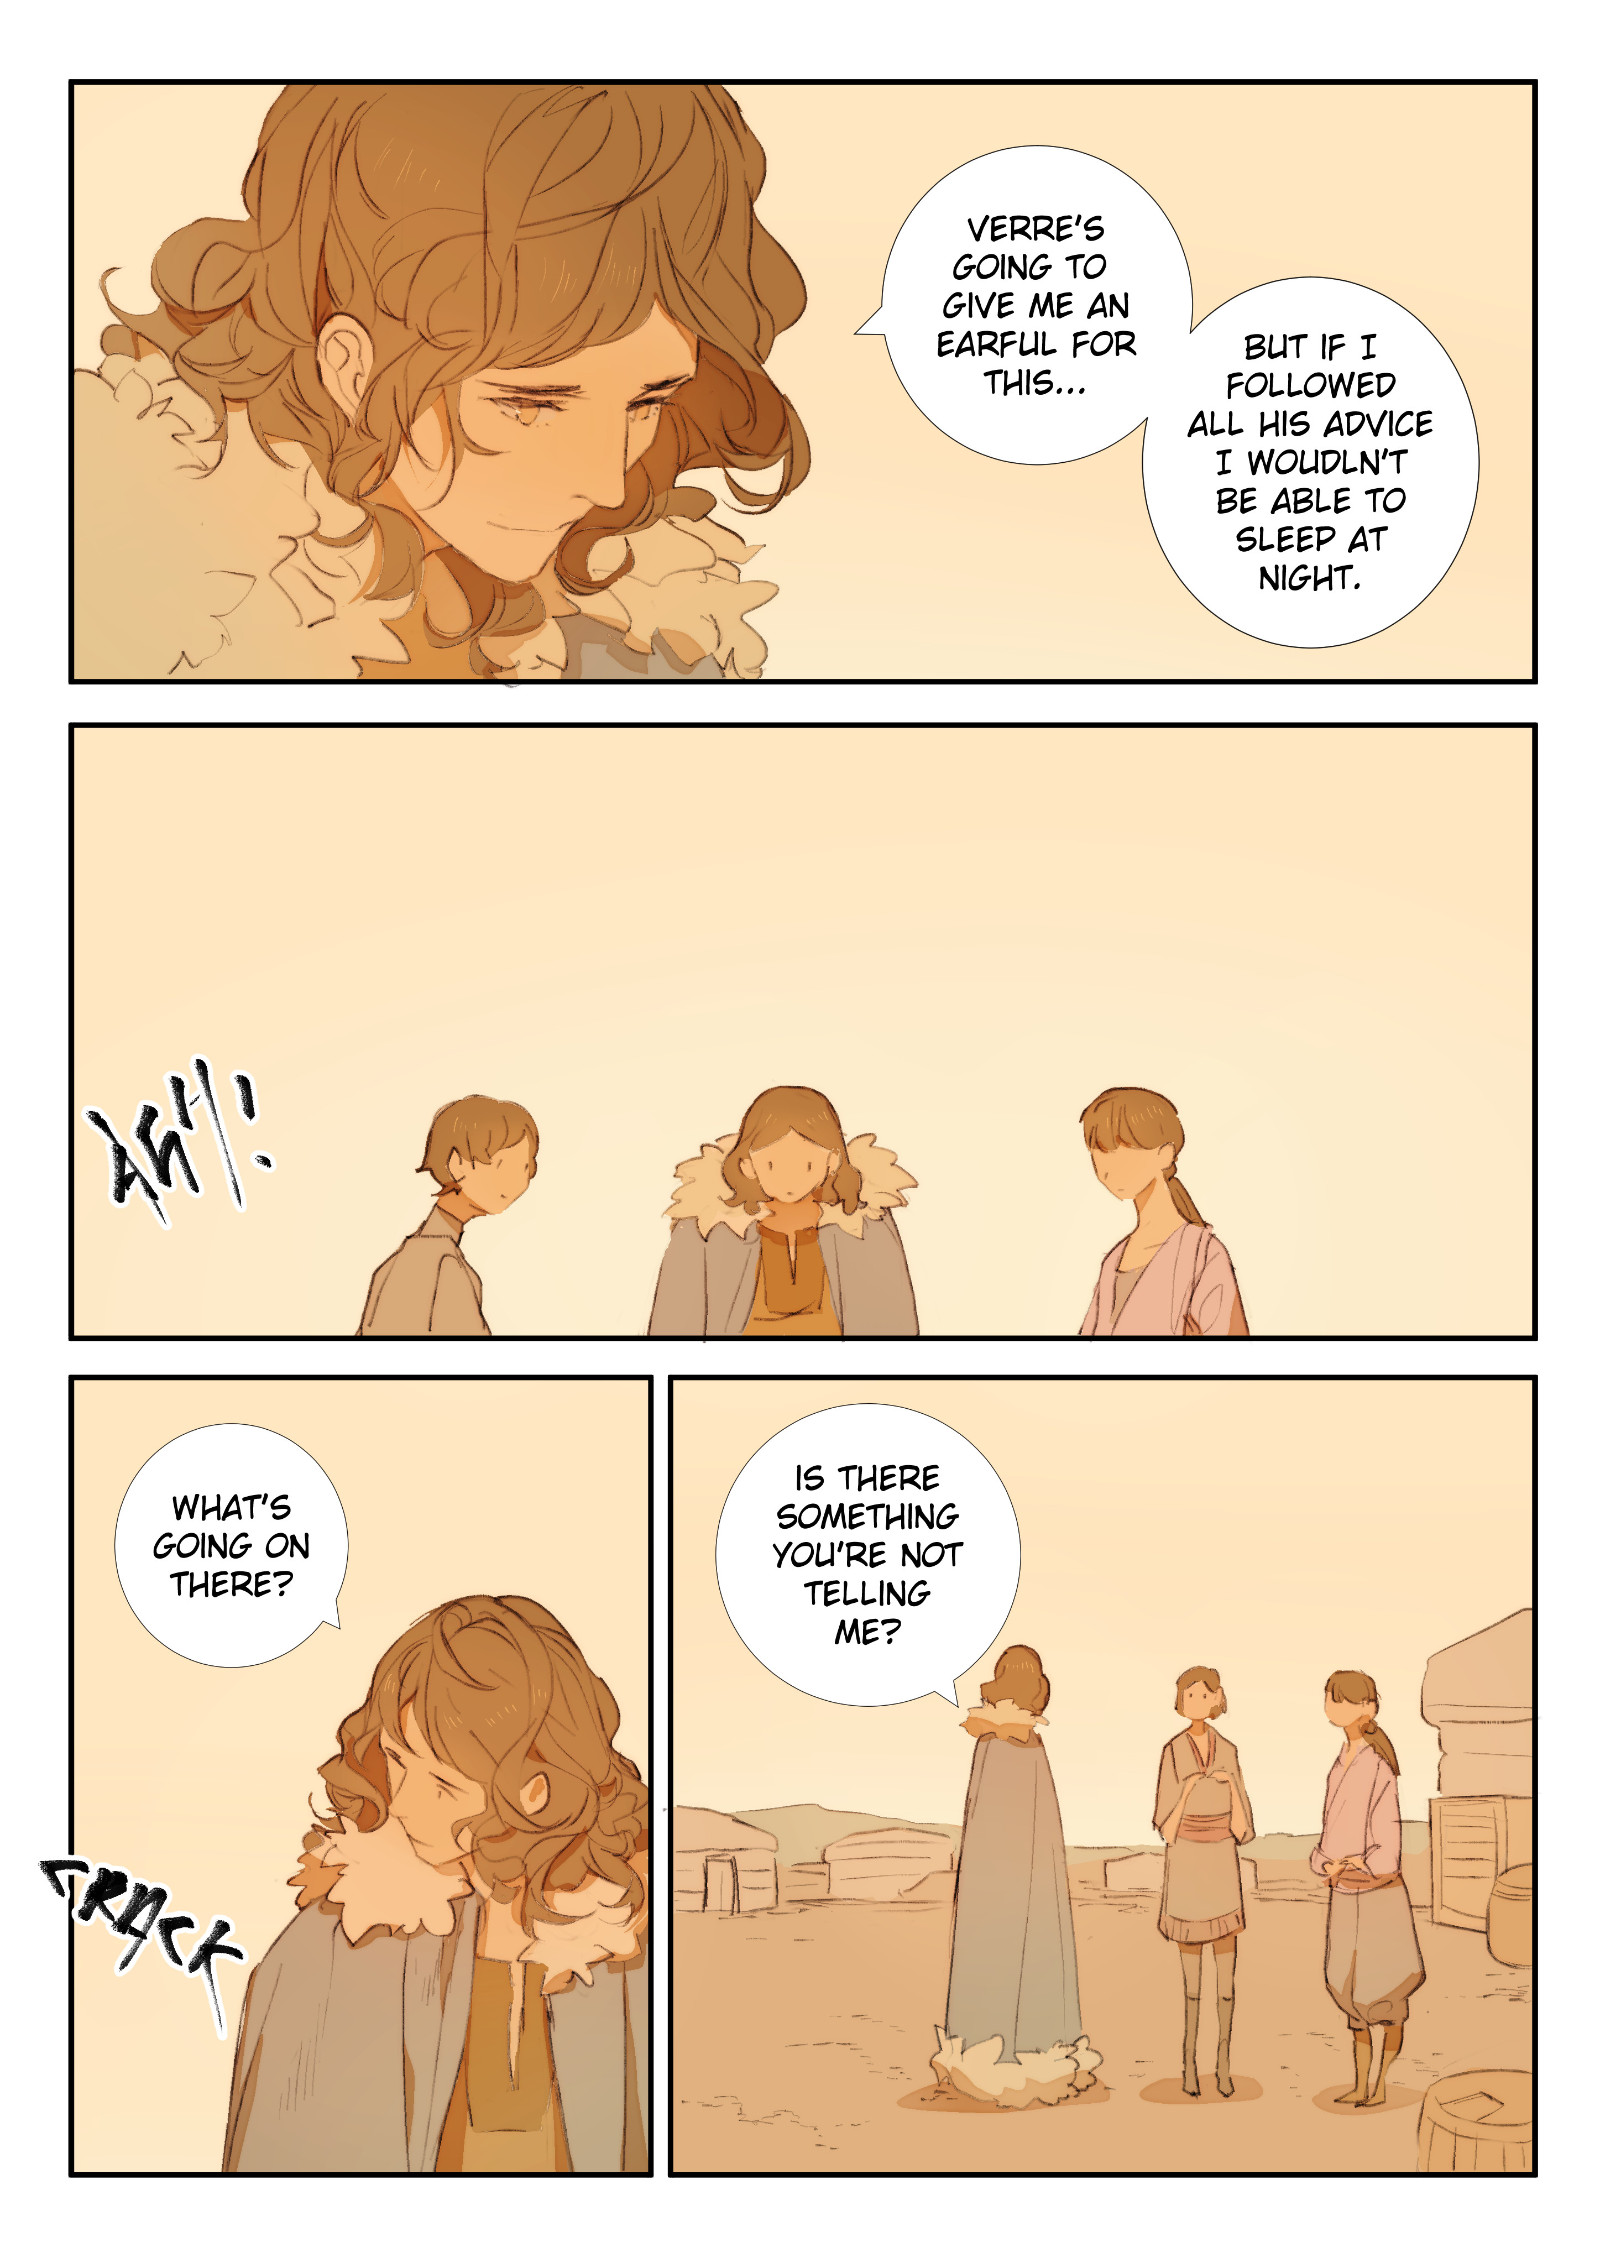 VERRE'S
GOING TO
GIVE ME AN
EARFUL FOR
THIS...
BUT IF I
FOLLOWED
ALL HIS ADVICE
I WOUDLN'T
BE ABLE TO
SLEEP AT
NIGHT.
AGH!
WHAT'S
GOING ON
THERE?
CRACK
IS THERE
SOMETHING
YOU'RE NOT
TELLING
ME?